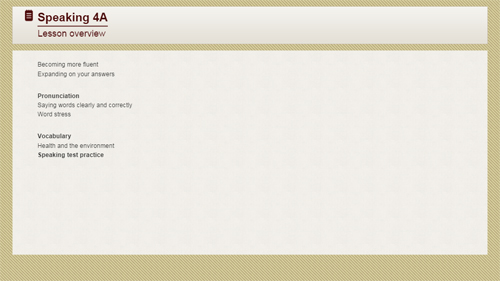 Speaking 4A
Lesson overview
Becoming more fluent
Expanding on your answers
Pronunciation
Saying words clearly and correctly
Word stress
Vocabulary
Health and the environment
Speaking test practice